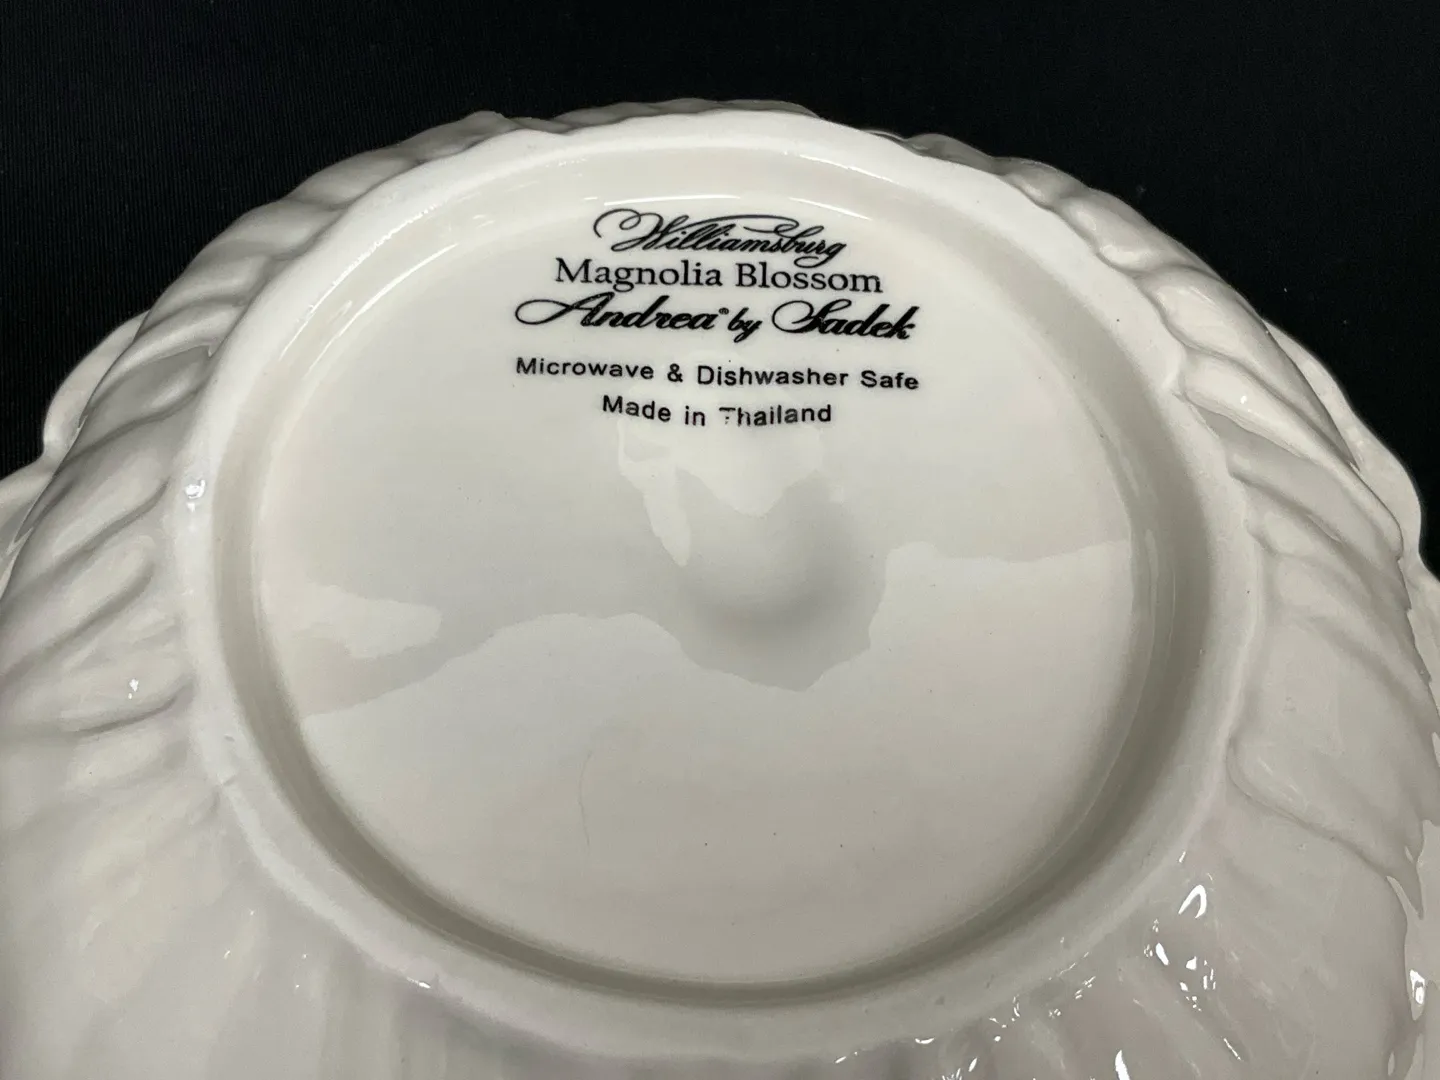 Williamsburg
Magnolia Blossom
Andrea® by Sadek
Microwave & Dishwasher Safe
Made in Thailand